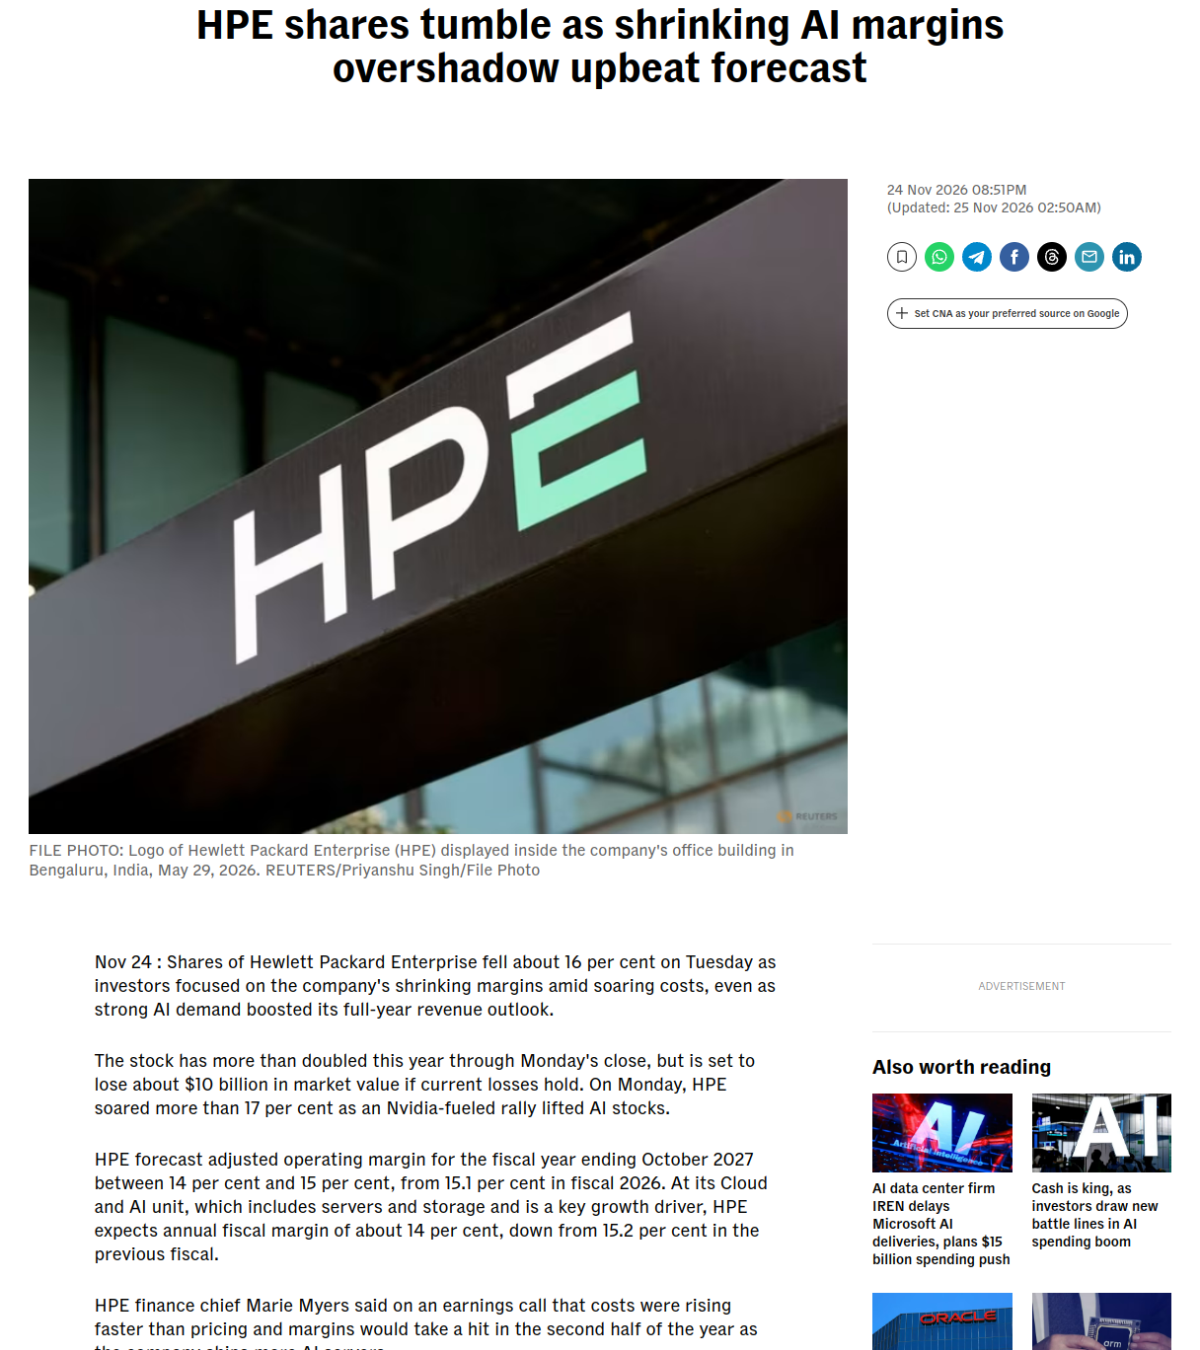 HPE shares tumble as shrinking AI margins
overshadow upbeat forecast
24 Nov 2026 08:51PM
(Updated: 25 Nov 2026 02:50AM)
Set CNA as your preferred source on Google
HPE
REUTERS
FILE PHOTO: Logo of Hewlett Packard Enterprise (HPE) displayed inside the company's office building in
Bengaluru, India, May 29, 2026. REUTERS/Priyanshu Singh/File Photo
Nov 24 : Shares of Hewlett Packard Enterprise fell about 16 per cent on Tuesday as
investors focused on the company's shrinking margins amid soaring costs, even as
strong AI demand boosted its full-year revenue outlook.
The stock has more than doubled this year through Monday's close, but is set to
lose about $10 billion in market value if current losses hold. On Monday, HPE
soared more than 17 per cent as an Nvidia-fueled rally lifted AI stocks.
HPE forecast adjusted operating margin for the fiscal year ending October 2027
between 14 per cent and 15 per cent, from 15.1 per cent in fiscal 2026. At its Cloud
and AI unit, which includes servers and storage and is a key growth driver, HPE
expects annual fiscal margin of about 14 per cent, down from 15.2 per cent in the
previous fiscal.
HPE finance chief Marie Myers said on an earnings call that costs were rising
faster than pricing and margins would take a hit in the second half of the year as
the company ships more AI servers.
ADVERTISEMENT
Also worth reading
AI
Artificial Intelligence
AI data center firm
IREN delays
Microsoft AI
deliveries, plans $15
billion spending push
AI
Cash is king, as
investors draw new
battle lines in AI
spending boom
ORACLE
arm